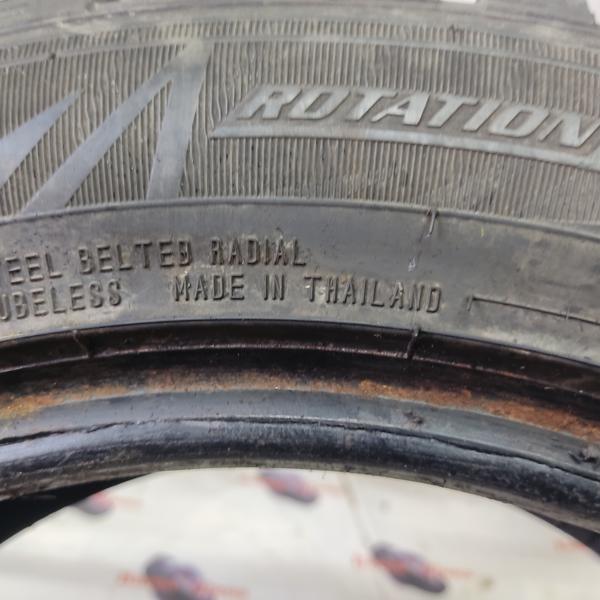 ROTATION
EEL BELTED RADIAL
UBELESS MADE IN THAILAND